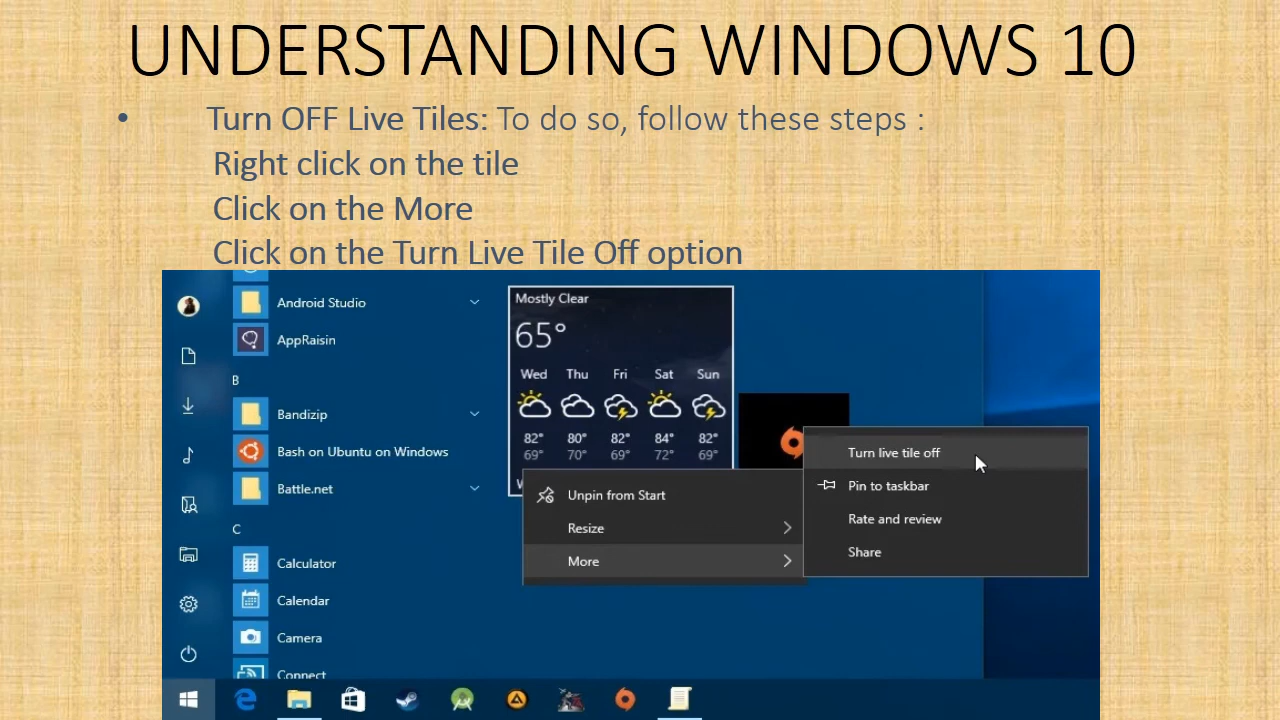 UNDERSTANDING WINDOWS 10
• Turn OFF Live Tiles: To do so, follow these steps :
Right click on the tile
Click on the More
Click on the Turn Live Tile Off option
Android Studio
AppRaisin
B
Bandizip
Bash on Ubuntu on Windows
Battle.net
C
Calculator
Calendar
Camera
Connect
Mostly Clear
65°
Wed Thu Fri Sat Sun
82° 80° 82° 84° 82°
69° 70° 69° 72° 69°
Unpin from Start
Resize
More
Turn live tile off
Pin to taskbar
Rate and review
Share